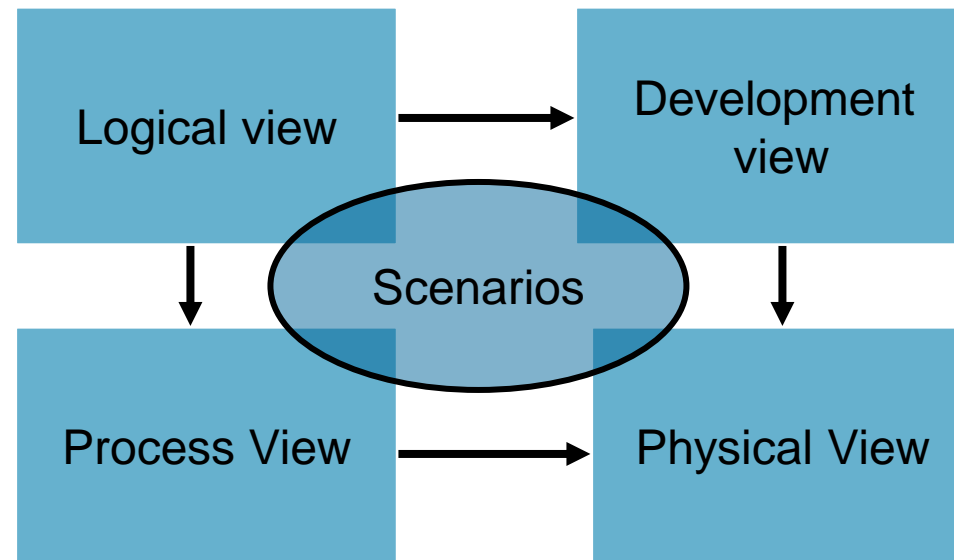 Logical view
Development
view
Scenarios
Process View
Physical View